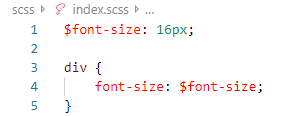 scss > index.scss > ...
1 $font-size: 16px;
2
3 div {
4     font-size: $font-size;
5 }